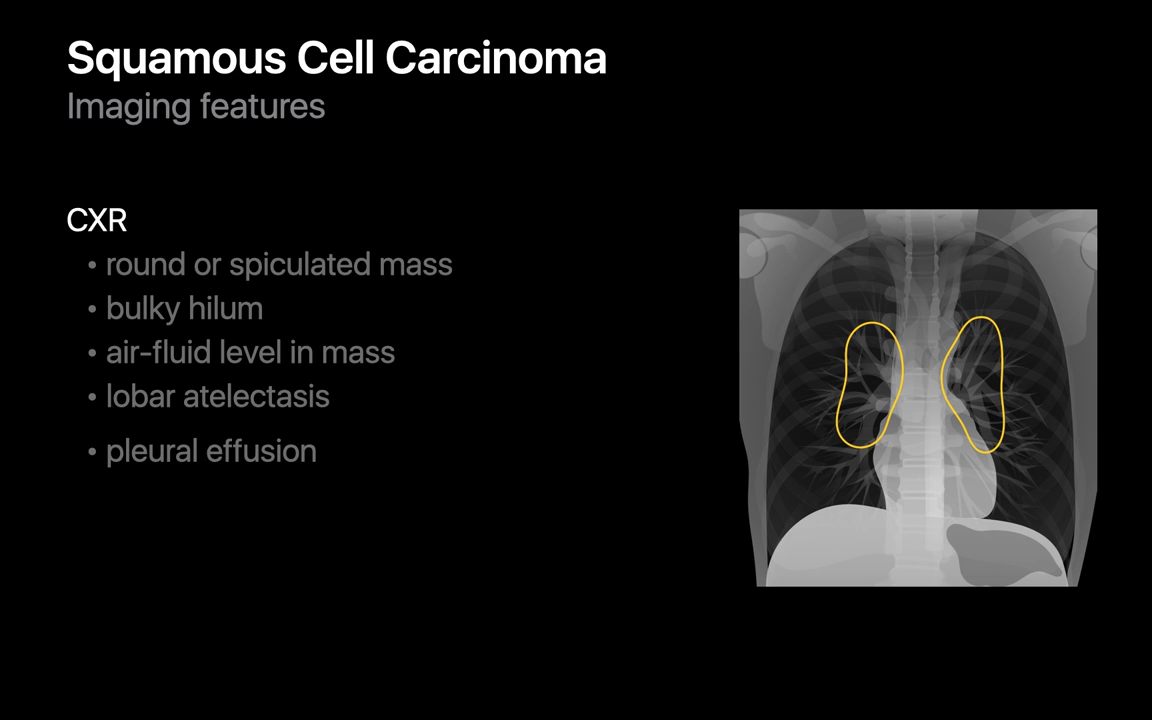 Squamous Cell Carcinoma
Imaging features
CXR
• round or spiculated mass
• bulky hilum
• air-fluid level in mass
• lobar atelectasis
• pleural effusion